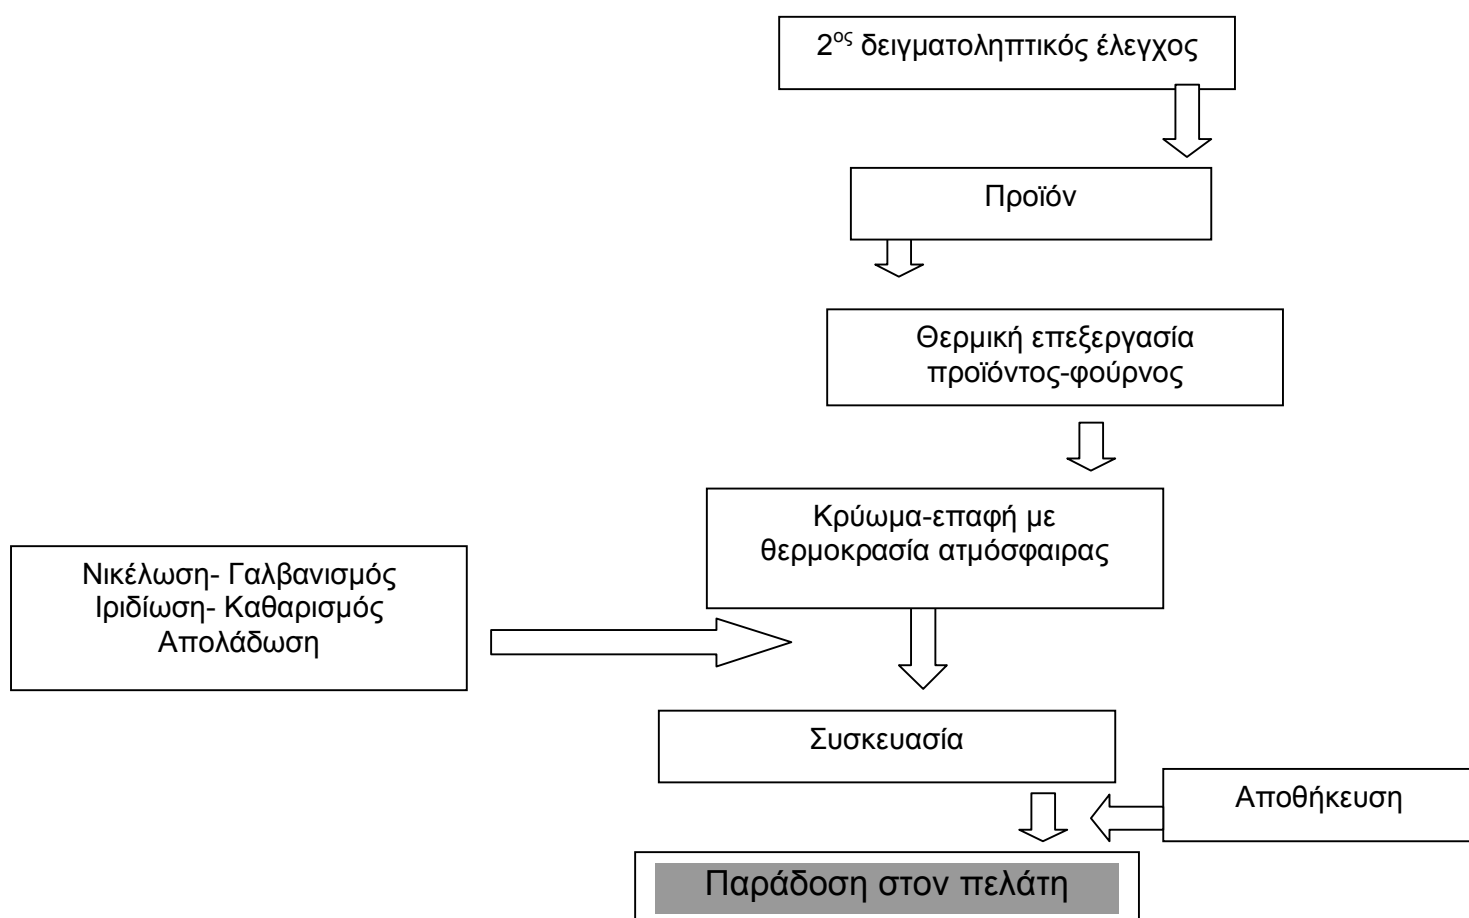 2ος δειγματοληπτικός έλεγχος
Προϊόν
Θερμική επεξεργασία
προϊόντος-φούρνος
Κρύωμα-επαφή με
θερμοκρασία ατμόσφαιρας
Νικέλωση- Γαλβανισμός
Ιριδίωση- Καθαρισμός
Απολάδωση
Συσκευασία
Αποθήκευση
Παράδοση στον πελάτη